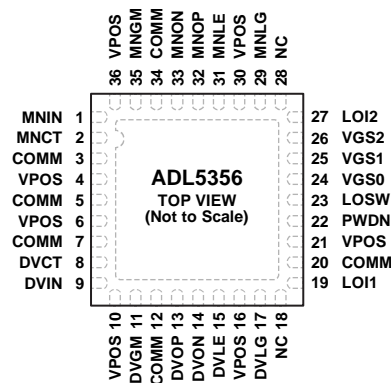 36 VPOS
35 MNGM
34 COMM
33 MNON
32 MNOP
31 MNLE
30 VPOS
29 MNLG
28 NC
MNIN 1
MNCT 2
COMM 3
VPOS 4
COMM 5
VPOS 6
COMM 7
DVCT 8
DVIN 9
ADL5356
TOP VIEW
(Not to Scale)
27 LOI2
26 VGS2
25 VGS1
24 VGS0
23 LOSW
22 PWDN
21 VPOS
20 COMM
19 LOI1
VPOS 10
DVGM 11
COMM 12
DVOP 13
DVON 14
DVLE 15
VPOS 16
DVLG 17
NC 18